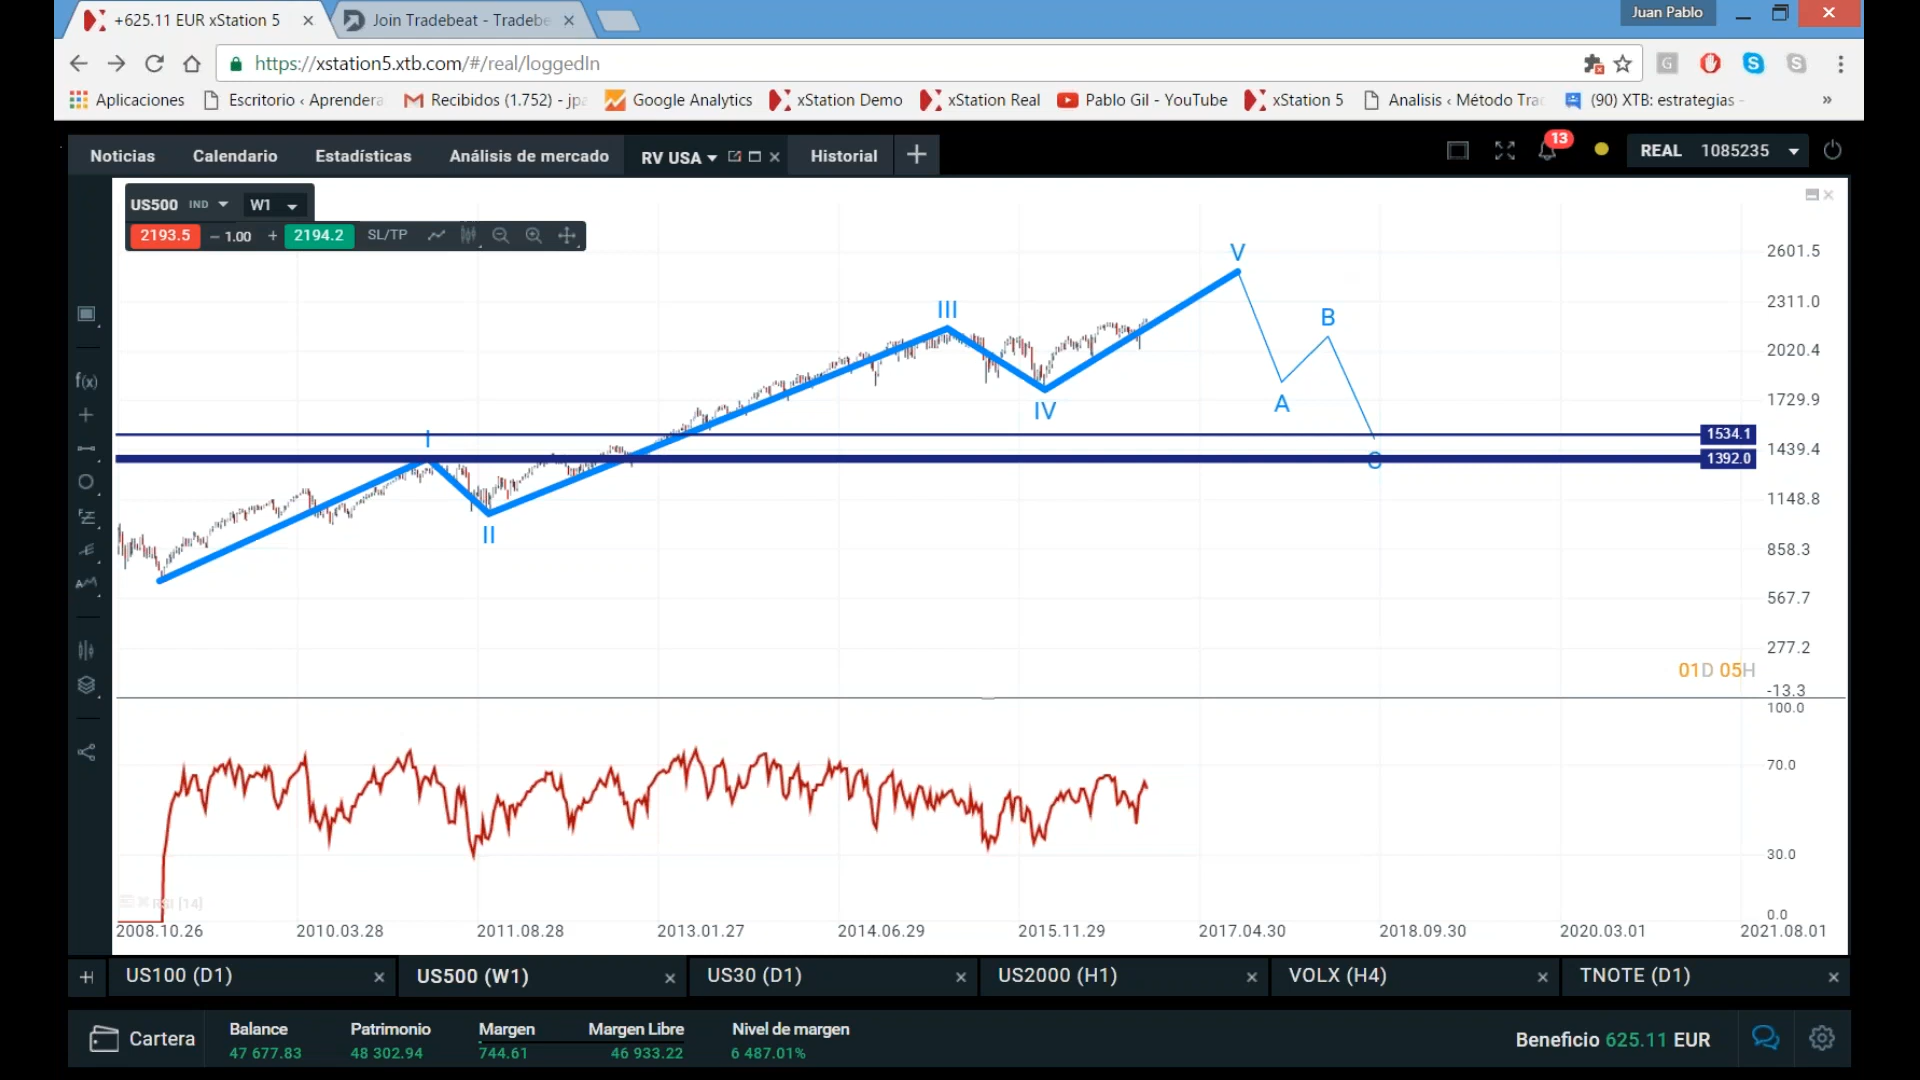 +625.11 EUR xStation 5
Join Tradebeat - Tradebe
Juan Pablo
https://xstation5.xtb.com/#/real/loggedIn
Aplicaciones Escritorio ‹ Aprendera Recibidos (1.752) - jpa Google Analytics xStation Demo xStation Real Pablo Gil - YouTube xStation 5 Analisis ‹ Método Trad (90) XTB: estrategias - »
Noticias Calendario Estadísticas Análisis de mercado RV USA Historial
13
REAL 1085235
US500 IND W1
2193.5 – 1.00 + 2194.2 SL/TP
V
2601.5
2311.0
III
B
2020.4
A
IV
1729.9
I
1534.1
1439.4
C
1392.0
1148.8
II
858.3
567.7
277.2
01D 05H
-13.3
100.0
70.0
30.0
RSI [14]
0.0
2008.10.26 2010.03.28 2011.08.28 2013.01.27 2014.06.29 2015.11.29 2017.04.30 2018.09.30 2020.03.01 2021.08.01
US100 (D1) US500 (W1) US30 (D1) US2000 (H1) VOLX (H4) TNOTE (D1)
Cartera
Balance Patrimonio Margen Margen Libre Nivel de margen
47 677.83 48 302.94 744.61 46 933.22 6 487.01%
Beneficio 625.11 EUR